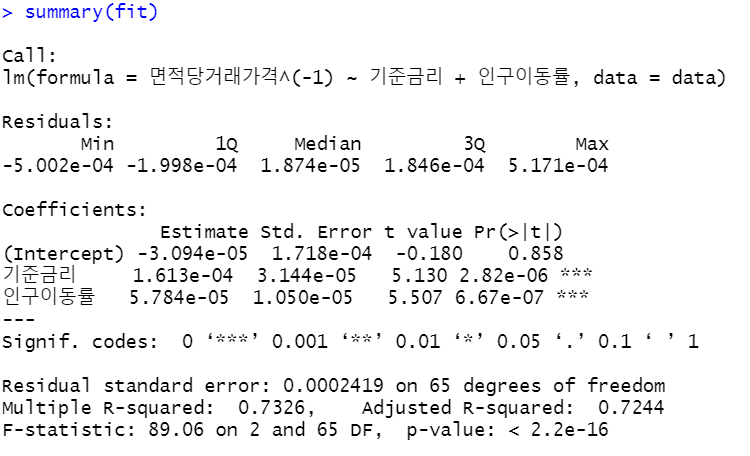 > summary(fit)
Call:
lm(formula = 면적당거래가격^(-1) ~ 기준금리 + 인구이동률, data = data)
Residuals:
Min 1Q Median 3Q Max
-5.002e-04 -1.998e-04 1.874e-05 1.846e-04 5.171e-04
Coefficients:
Estimate Std. Error t value Pr(>|t|)
(Intercept) -3.094e-05 1.718e-04 -0.180 0.858
기준금리 1.613e-04 3.144e-05 5.130 2.82e-06 ***
인구이동률 5.784e-05 1.050e-05 5.507 6.67e-07 ***
---
Signif. codes: 0 ‘***’ 0.001 ‘**’ 0.01 ‘*’ 0.05 ‘.’ 0.1 ‘ ’ 1
Residual standard error: 0.0002419 on 65 degrees of freedom
Multiple R-squared: 0.7326, Adjusted R-squared: 0.7244
F-statistic: 89.06 on 2 and 65 DF, p-value: < 2.2e-16